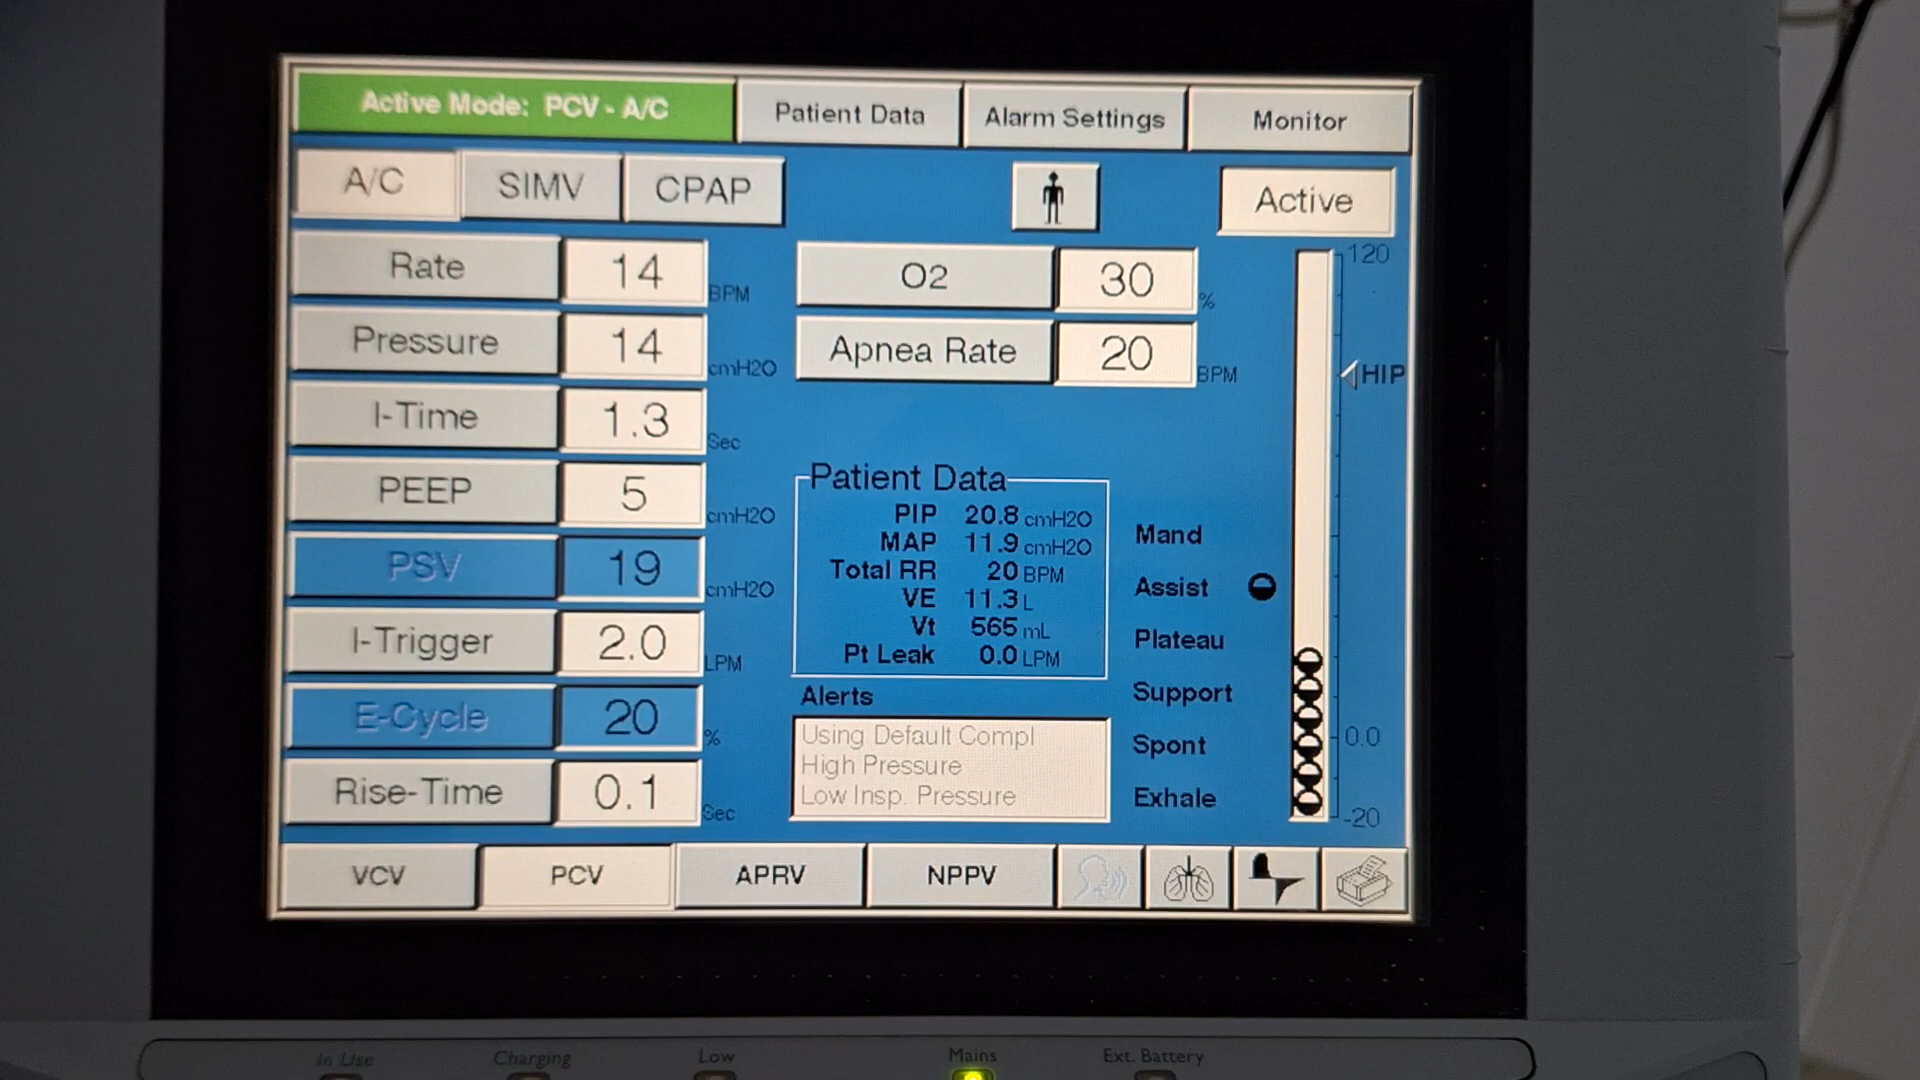 Active Mode: PCV - A/C
Patient Data
Alarm Settings
Monitor
A/C
SIMV
CPAP
Active
Rate 14 BPM
Pressure 14 cmH2O
I-Time 1.3 Sec
PEEP 5 cmH2O
PSV 19 cmH2O
I-Trigger 2.0 LPM
E-Cycle 20 %
Rise-Time 0.1 Sec
O2 30 %
Apnea Rate 20 BPM
Patient Data
PIP 20.8 cmH2O
MAP 11.9 cmH2O
Total RR 20 BPM
VE 11.3 L
Vt 565 mL
Pt Leak 0.0 LPM
Alerts
Using Default Compl
High Pressure
Low Insp. Pressure
Mand
Assist
Plateau
Support
Spont
Exhale
120
HIP
0.0
-20
VCV
PCV
APRV
NPPV
In Use
Charging
Low
Mains
Ext. Battery